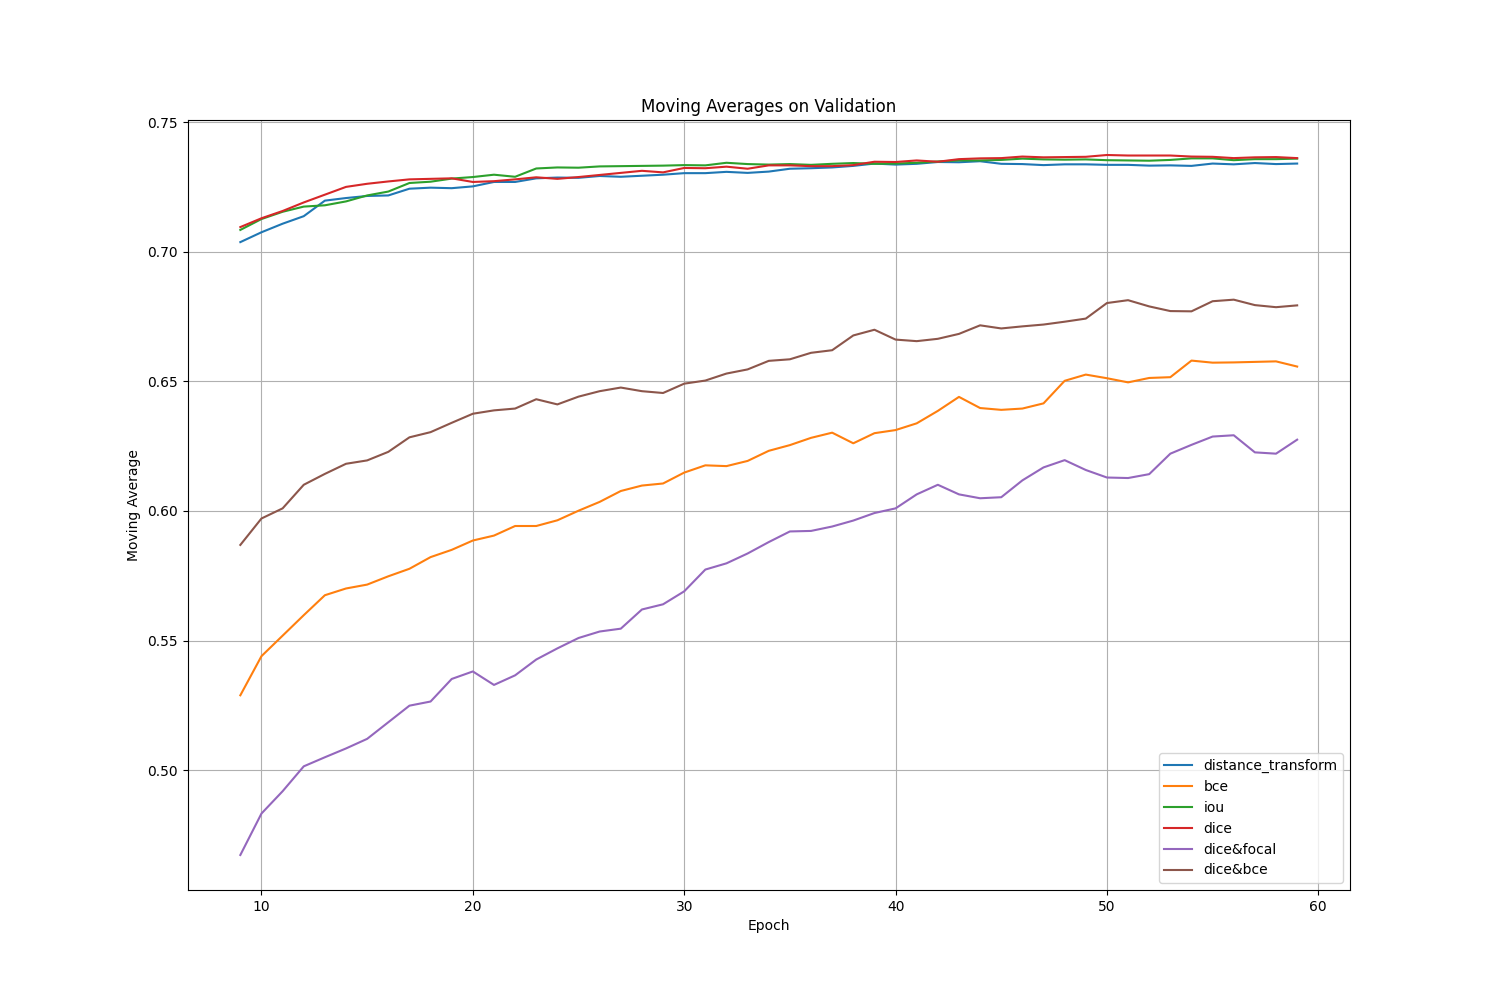 Moving Averages on Validation
0.75
0.70
0.65
0.60
0.55
0.50
Moving Average
10 20 30 40 50 60
Epoch
distance_transform
bce
iou
dice
dice&focal
dice&bce